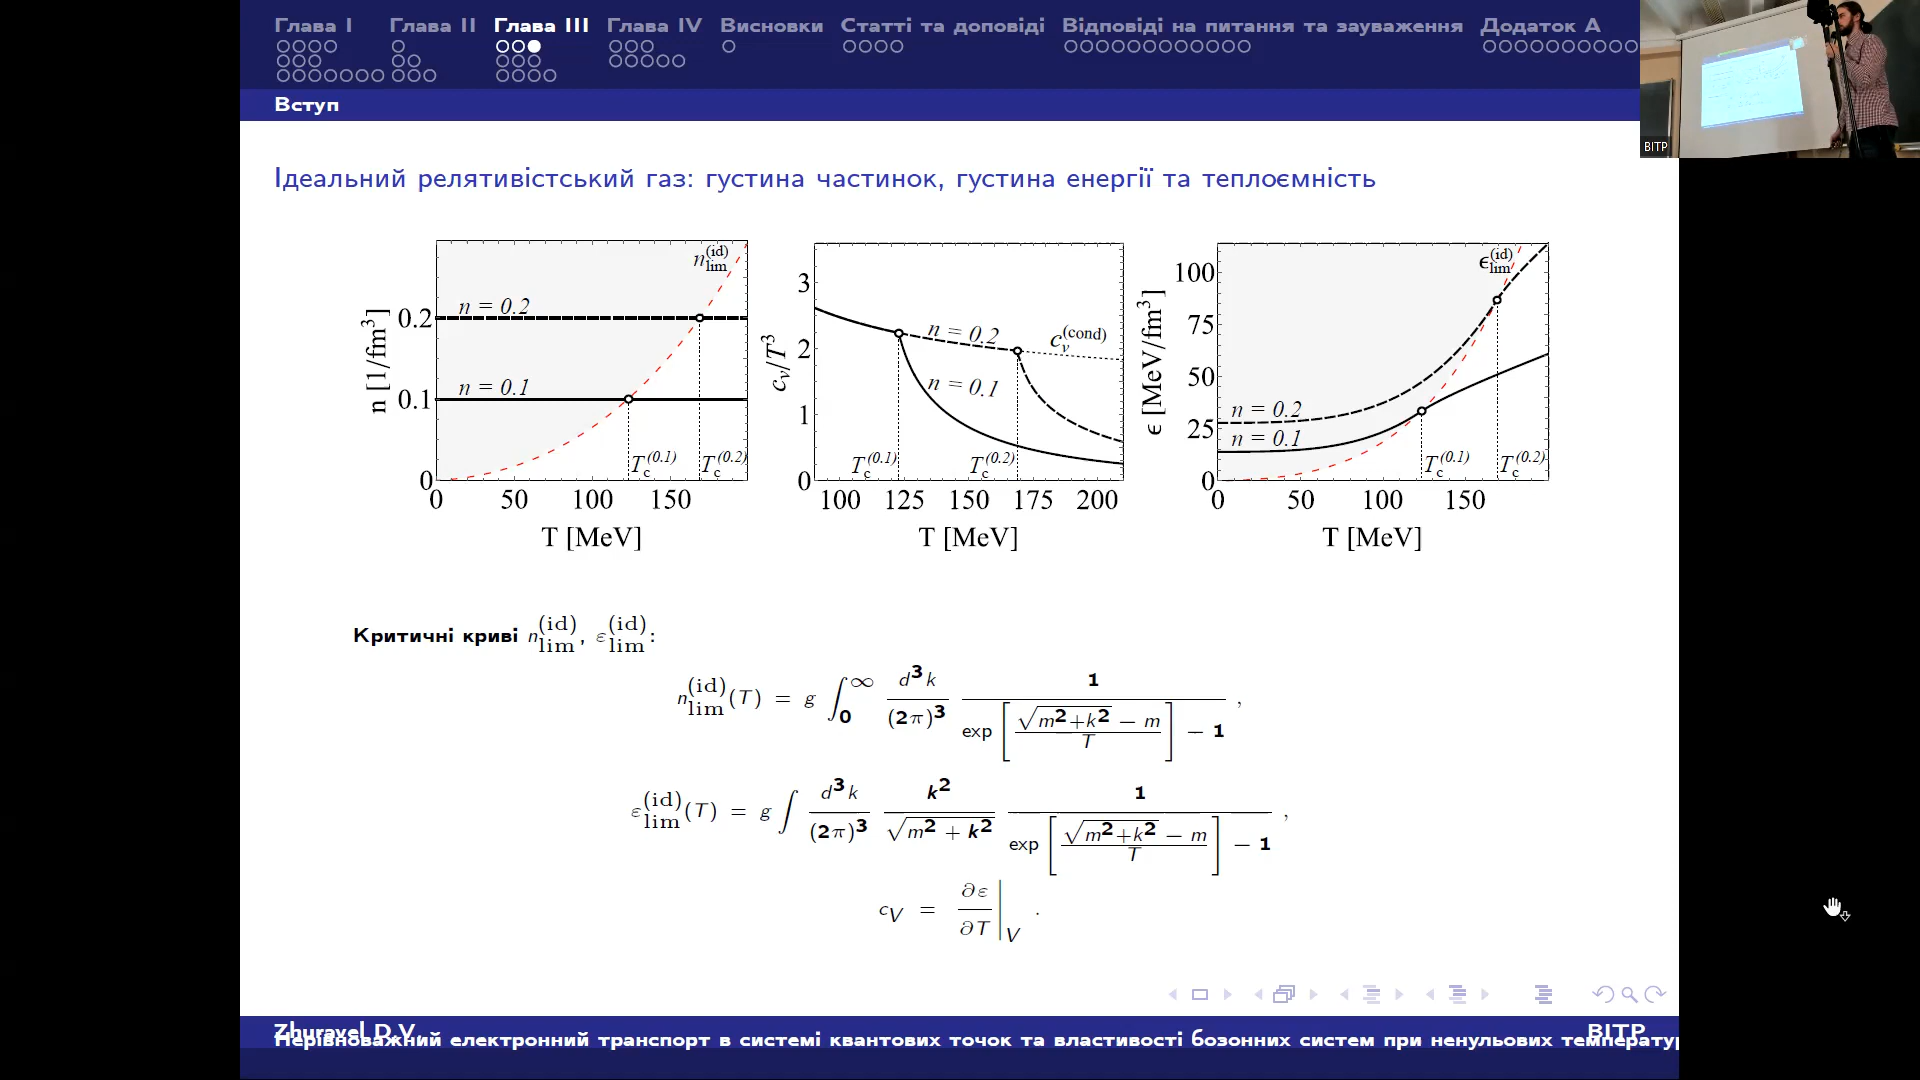 Глава I Глава II Глава III Глава IV Висновки Статті та доповіді Відповіді на питання та зауваження Додаток A
Вступ
BITP
Ідеальний релятивістський газ: густина частинок, густина енергії та теплоємність
n [1/fm³]
0.2
0.1
0
n = 0.2
n = 0.1
n_lim^(id)
T_c^(0.1) T_c^(0.2)
0 50 100 150
T [MeV]
c_v/T³
3
2
1
0
n = 0.2
n = 0.1
c_v^(cond)
T_c^(0.1) T_c^(0.2)
100 125 150 175 200
T [MeV]
ϵ [MeV/fm³]
100
75
50
25
0
ϵ_lim^(id)
n = 0.2
n = 0.1
T_c^(0.1) T_c^(0.2)
0 50 100 150
T [MeV]
Критичні криві n_lim^(id), ε_lim^(id):
n_lim^(id)(T) = g ∫_0^∞ d³k/(2π)³ 1/(exp[(√(m²+k²) − m)/T] − 1) ,
ε_lim^(id)(T) = g ∫ d³k/(2π)³ k²/√(m² + k²) 1/(exp[(√(m²+k²) − m)/T] − 1) ,
c_V = ∂ε/∂T|_V .
Zhuravel D.V. BITP
Нерівноважний електронний транспорт в системі квантових точок та властивості бозонних систем при ненульових температур